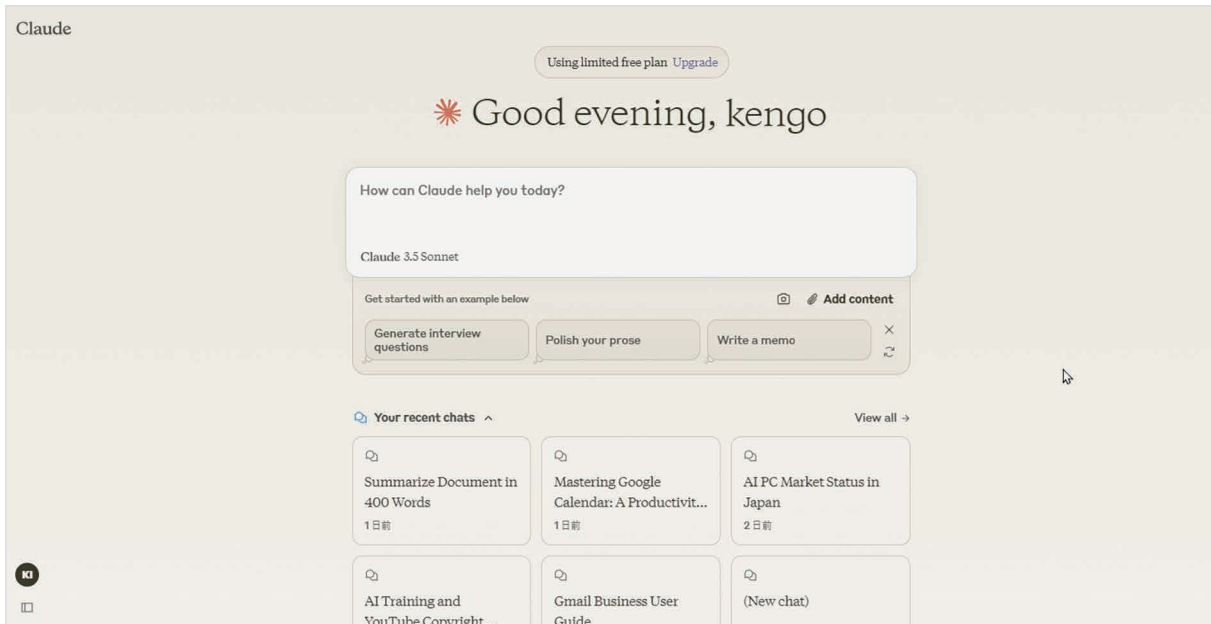 Claude
Using limited free plan Upgrade
Good evening, kengo
How can Claude help you today?
Claude 3.5 Sonnet
Get started with an example below
Add content
Generate interview
questions
Polish your prose
Write a memo
Your recent chats
View all →
Summarize Document in
400 Words
1 日前
Mastering Google
Calendar: A Productivit...
1 日前
AI PC Market Status in
Japan
2 日前
KI
AI Training and
YouTube Copyright
Gmail Business User
Guide
(New chat)